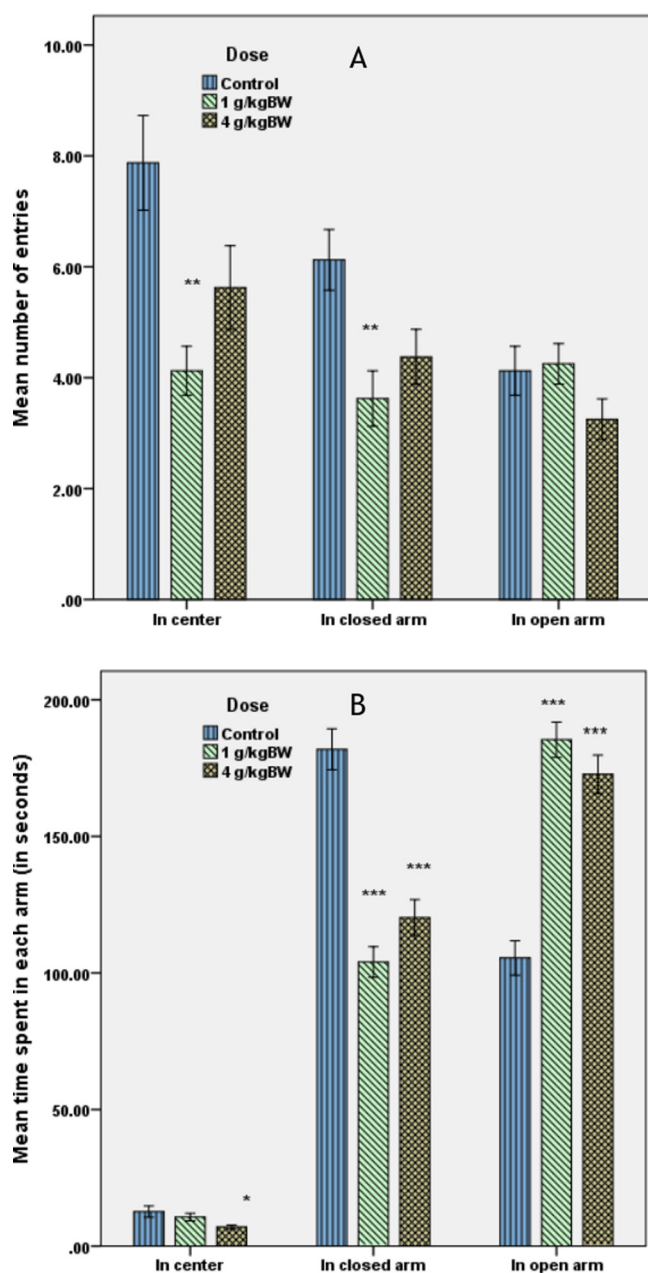 Dose
A
Control
1 g/kgBW
4 g/kgBW
10.00
8.00
6.00
4.00
2.00
.00
**
**
Mean number of entries
In center In closed arm In open arm
Dose
B
Control
1 g/kgBW
4 g/kgBW
200.00
150.00
100.00
50.00
.00
***
***
***
***
*
Mean time spent in each arm (in seconds)
In center In closed arm In open arm